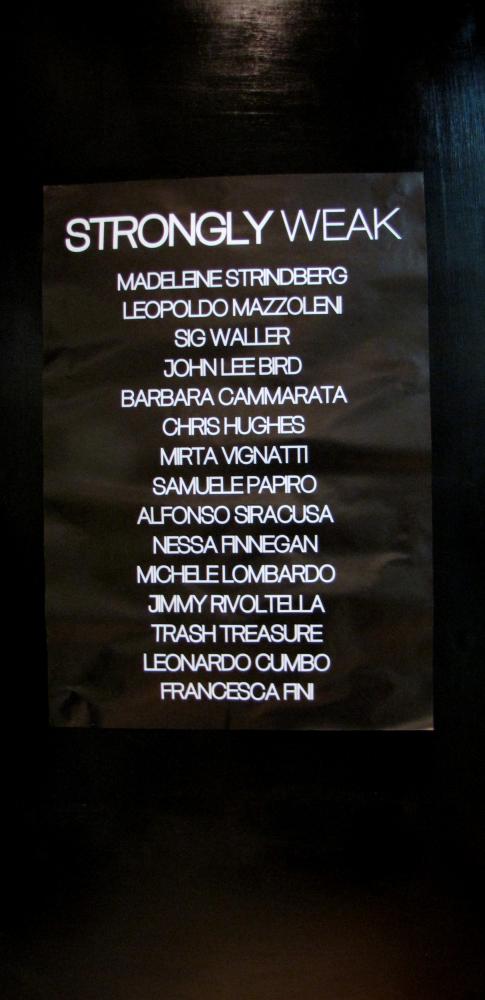 STRONGLY WEAK
MADELEINE STRINDBERG
LEOPOLDO MAZZOLENI
SIG WALLER
JOHN LEE BIRD
BARBARA CAMMARATA
CHRIS HUGHES
MIRTA VIGNATTI
SAMUELE PAPIRO
ALFONSO SIRACUSA
NESSA FINNEGAN
MICHELE LOMBARDO
JIMMY RIVOLTELLA
TRASH TREASURE
LEONARDO CUMBO
FRANCESCA FINI